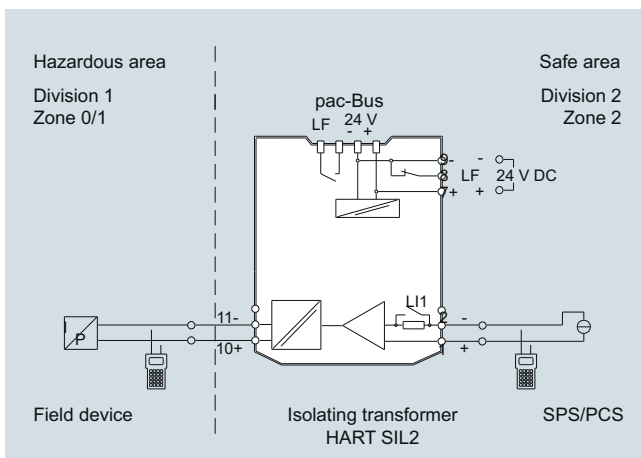 Hazardous area
Safe area
Division 1
Zone 0/1
Division 2
Zone 2
pac-Bus
LF 24 V
- +
9- -
8 LF 24 V DC
7+ +
LI1
11-
2 -
P
10+
+
Field device
Isolating transformer
HART SIL2
SPS/PCS